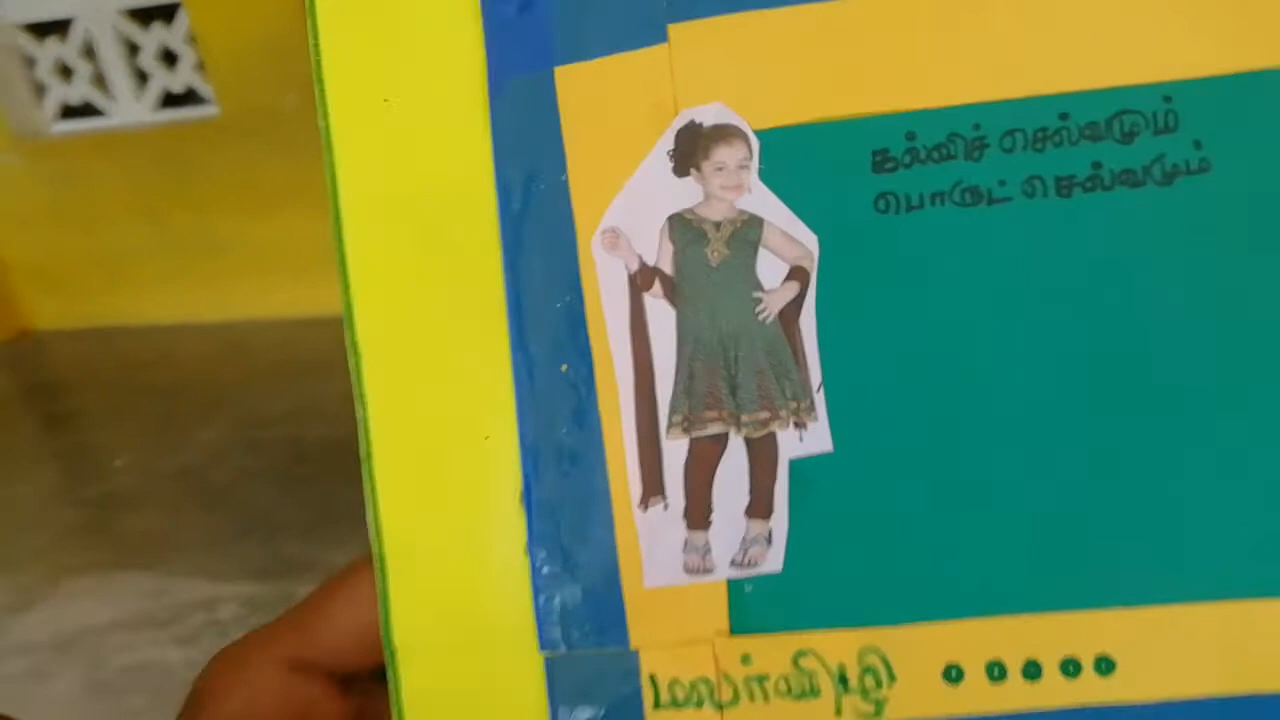 கல்விச் செல்வமும்
பொருட் செல்வமும்
மலர்விழி